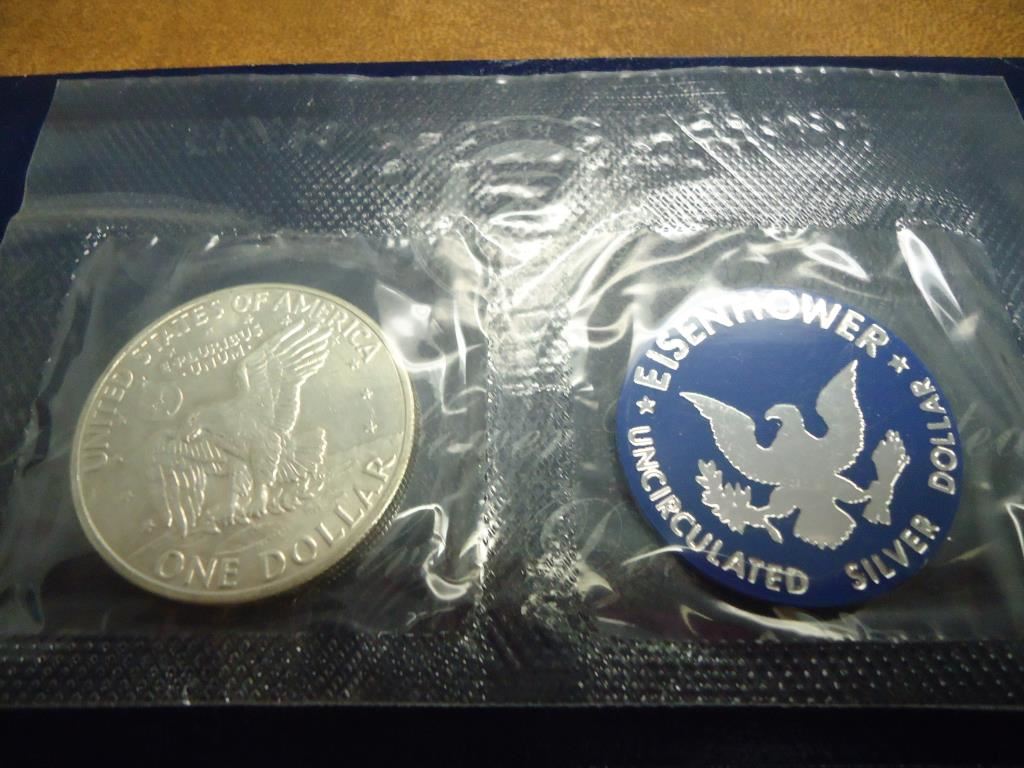 UNITED STATES OF AMERICA
E PLURIBUS
UNUM
ONE DOLLAR
EISENHOWER
UNCIRCULATED SILVER DOLLAR